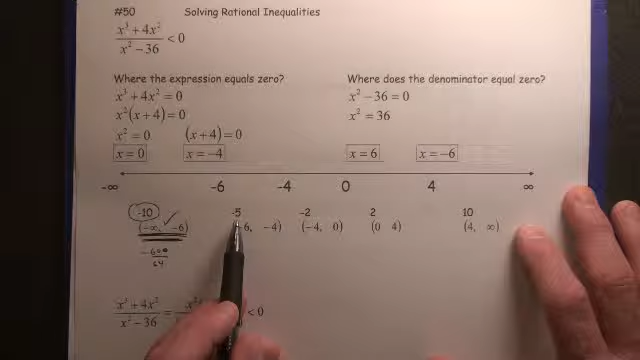 #50 Solving Rational Inequalities
x³ + 4x² / x² − 36 < 0
Where the expression equals zero? Where does the denominator equal zero?
x³ + 4x² = 0 x² − 36 = 0
x²(x + 4) = 0 x² = 36
x² = 0 (x + 4) = 0
x = 0 x = −4 x = 6 x = −6
-∞ -6 -4 0 4 ∞
-10 -5 -2 2 10
(−∞, −6) ✓ 6, −4) (−4, 0) (0 4) (4, ∞)
-600 / 64
x³ + 4x² / x² − 36 = < 0